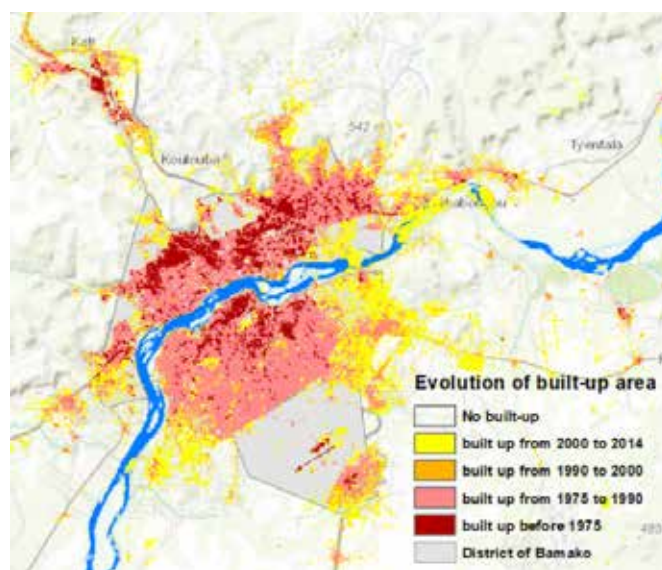 Kati
542
Koulouba
Evolution of built-up area
No built-up
built up from 2000 to 2014
built up from 1990 to 2000
built up from 1975 to 1990
built up before 1975
District of Bamako